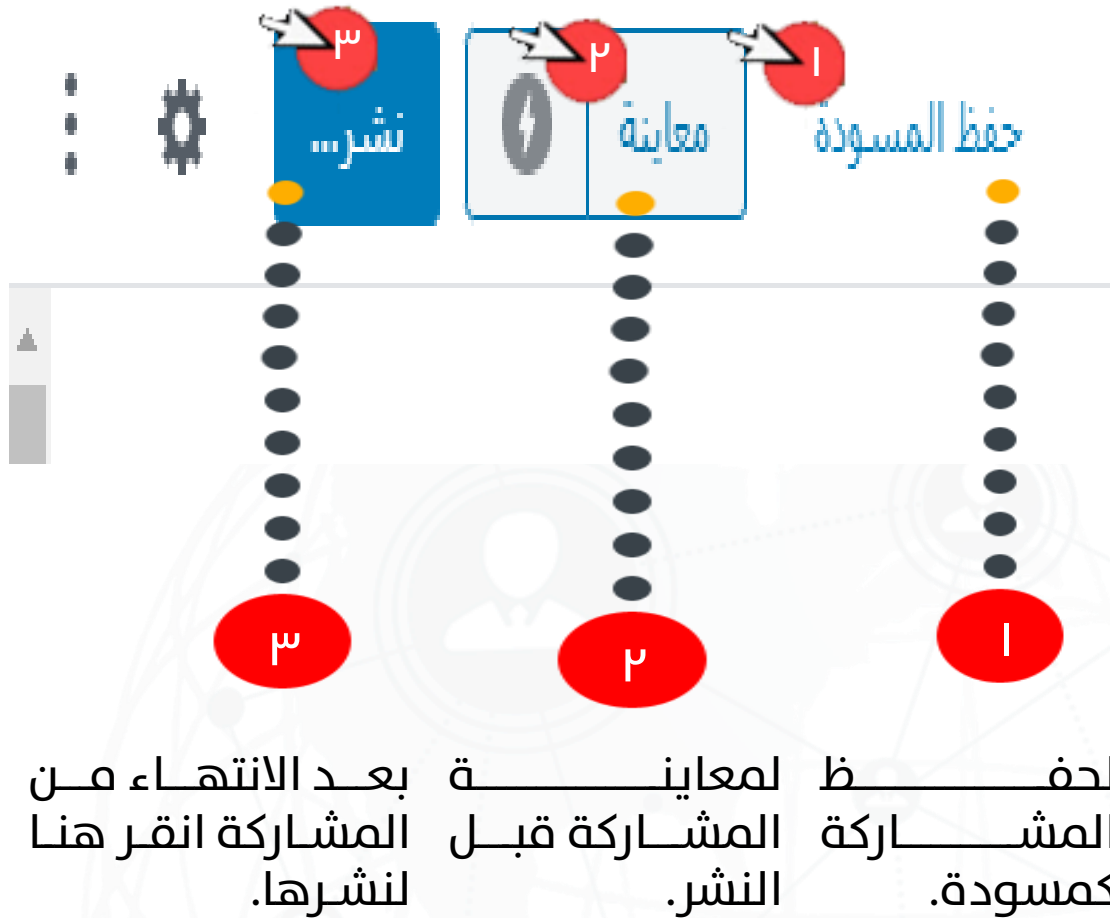 ١
٢
٣
حفظ المسودة
معاينة
نشر...
١
٢
٣
لحفظ
المشاركة
كمسودة.
لمعاينة
المشاركة قبل
النشر.
بعد الانتهاء من
المشاركة انقر هنا
لنشرها.